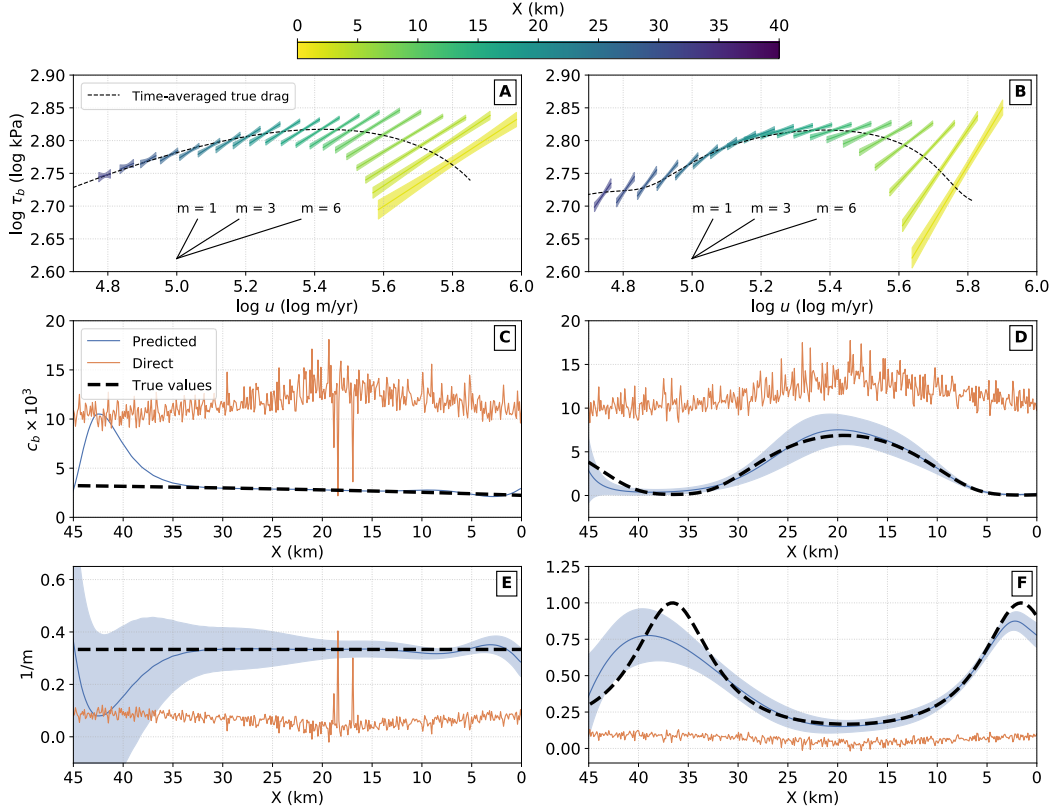 X (km)
0 5 10 15 20 25 30 35 40
2.90 2.85 2.80 2.75 2.70 2.65 2.60
log τb (log kPa)
Time-averaged true drag
A
m = 1 m = 3 m = 6
4.8 5.0 5.2 5.4 5.6 5.8 6.0
log u (log m/yr)
2.90 2.85 2.80 2.75 2.70 2.65 2.60
B
m = 1 m = 3 m = 6
4.8 5.0 5.2 5.4 5.6 5.8 6.0
log u (log m/yr)
20 15 10 5 0
cb × 10³
Predicted
Direct
True values
C
45 40 35 30 25 20 15 10 5 0
X (km)
20 15 10 5 0
D
45 40 35 30 25 20 15 10 5 0
X (km)
0.6 0.4 0.2 0.0
1/m
E
45 40 35 30 25 20 15 10 5 0
X (km)
1.25 1.00 0.75 0.50 0.25 0.00
F
45 40 35 30 25 20 15 10 5 0
X (km)